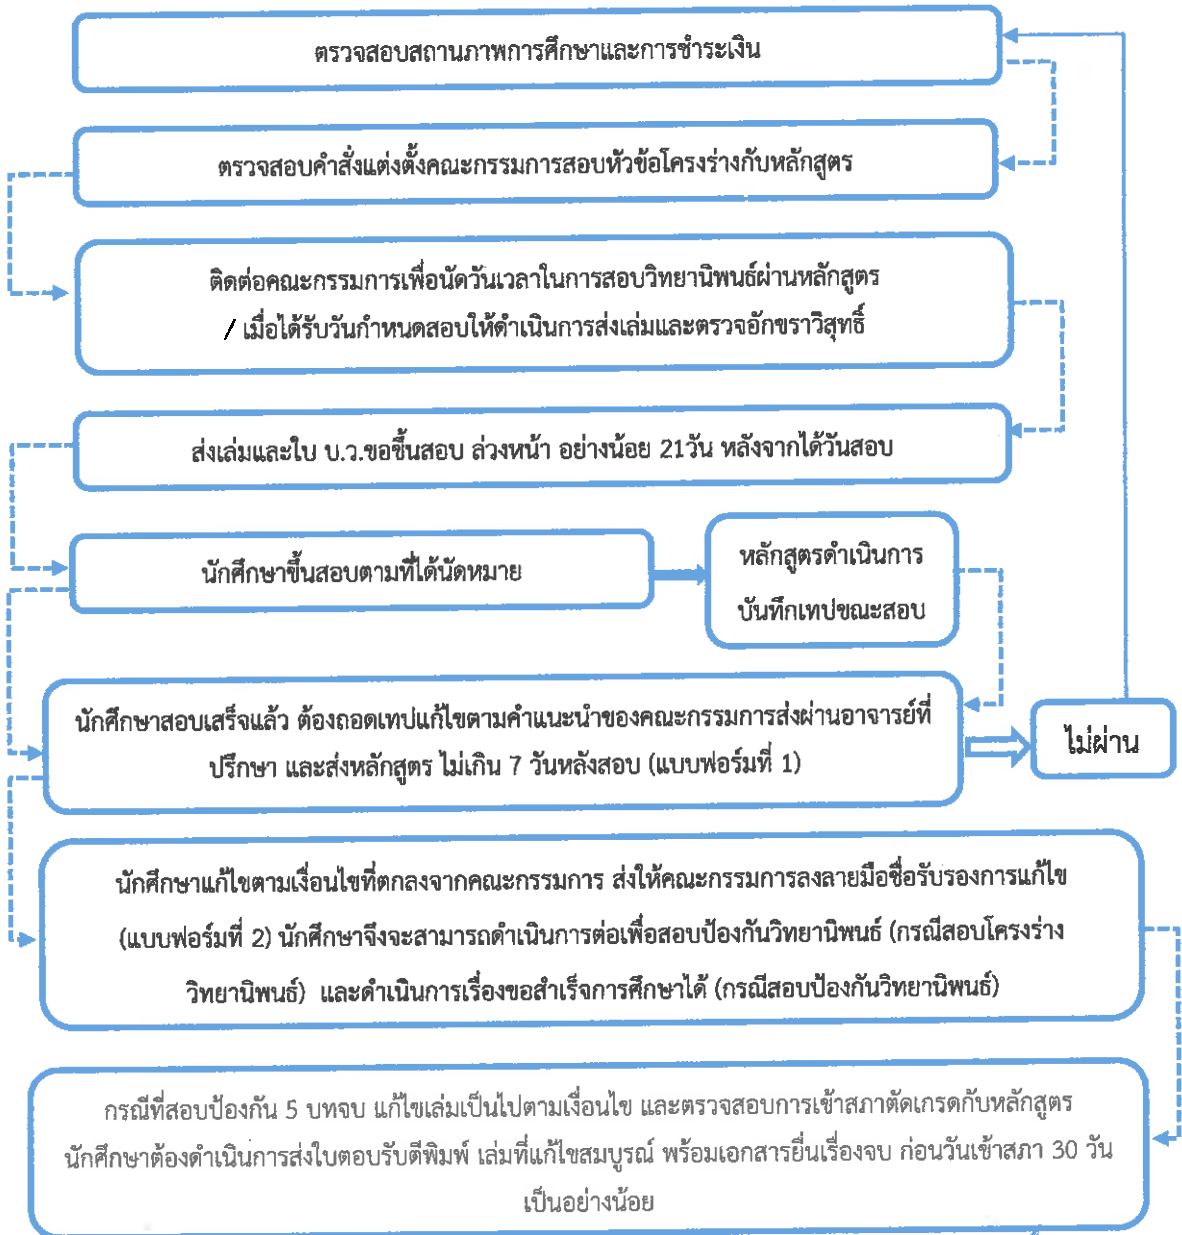 ตรวจสอบสถานภาพการศึกษาและการชำระเงิน
ตรวจสอบคำสั่งแต่งตั้งคณะกรรมการสอบหัวข้อโครงร่างกับหลักสูตร
ติดต่อคณะกรรมการเพื่อนัดวันเวลาในการสอบวิทยานิพนธ์ผ่านหลักสูตร
/ เมื่อได้รับวันกำหนดสอบให้ดำเนินการส่งเล่มและตรวจอักขราวิสุทธิ์
ส่งเล่มและใบ บ.ว.ขอขึ้นสอบ ล่วงหน้า อย่างน้อย 21วัน หลังจากได้วันสอบ
นักศึกษาขึ้นสอบตามที่ได้นัดหมาย
หลักสูตรดำเนินการ
บันทึกเทปขณะสอบ
นักศึกษาสอบเสร็จแล้ว ต้องถอดเทปแก้ไขตามคำแนะนำของคณะกรรมการส่งผ่านอาจารย์ที่
ปรึกษา และส่งหลักสูตร ไม่เกิน 7 วันหลังสอบ (แบบฟอร์มที่ 1)
ไม่ผ่าน
นักศึกษาแก้ไขตามเงื่อนไขที่ตกลงจากคณะกรรมการ ส่งให้คณะกรรมการลงลายมือชื่อรับรองการแก้ไข
(แบบฟอร์มที่ 2) นักศึกษาจึงจะสามารถดำเนินการต่อเพื่อสอบป้องกันวิทยานิพนธ์ (กรณีสอบโครงร่าง
วิทยานิพนธ์) และดำเนินการเรื่องขอสำเร็จการศึกษาได้ (กรณีสอบป้องกันวิทยานิพนธ์)
กรณีที่สอบป้องกัน 5 บทจบ แก้ไขเล่มเป็นไปตามเงื่อนไข และตรวจสอบการเข้าสภาตัดเกรดกับหลักสูตร
นักศึกษาต้องดำเนินการส่งใบตอบรับตีพิมพ์ เล่มที่แก้ไขสมบูรณ์ พร้อมเอกสารยื่นเรื่องจบ ก่อนวันเข้าสภา 30 วัน
เป็นอย่างน้อย